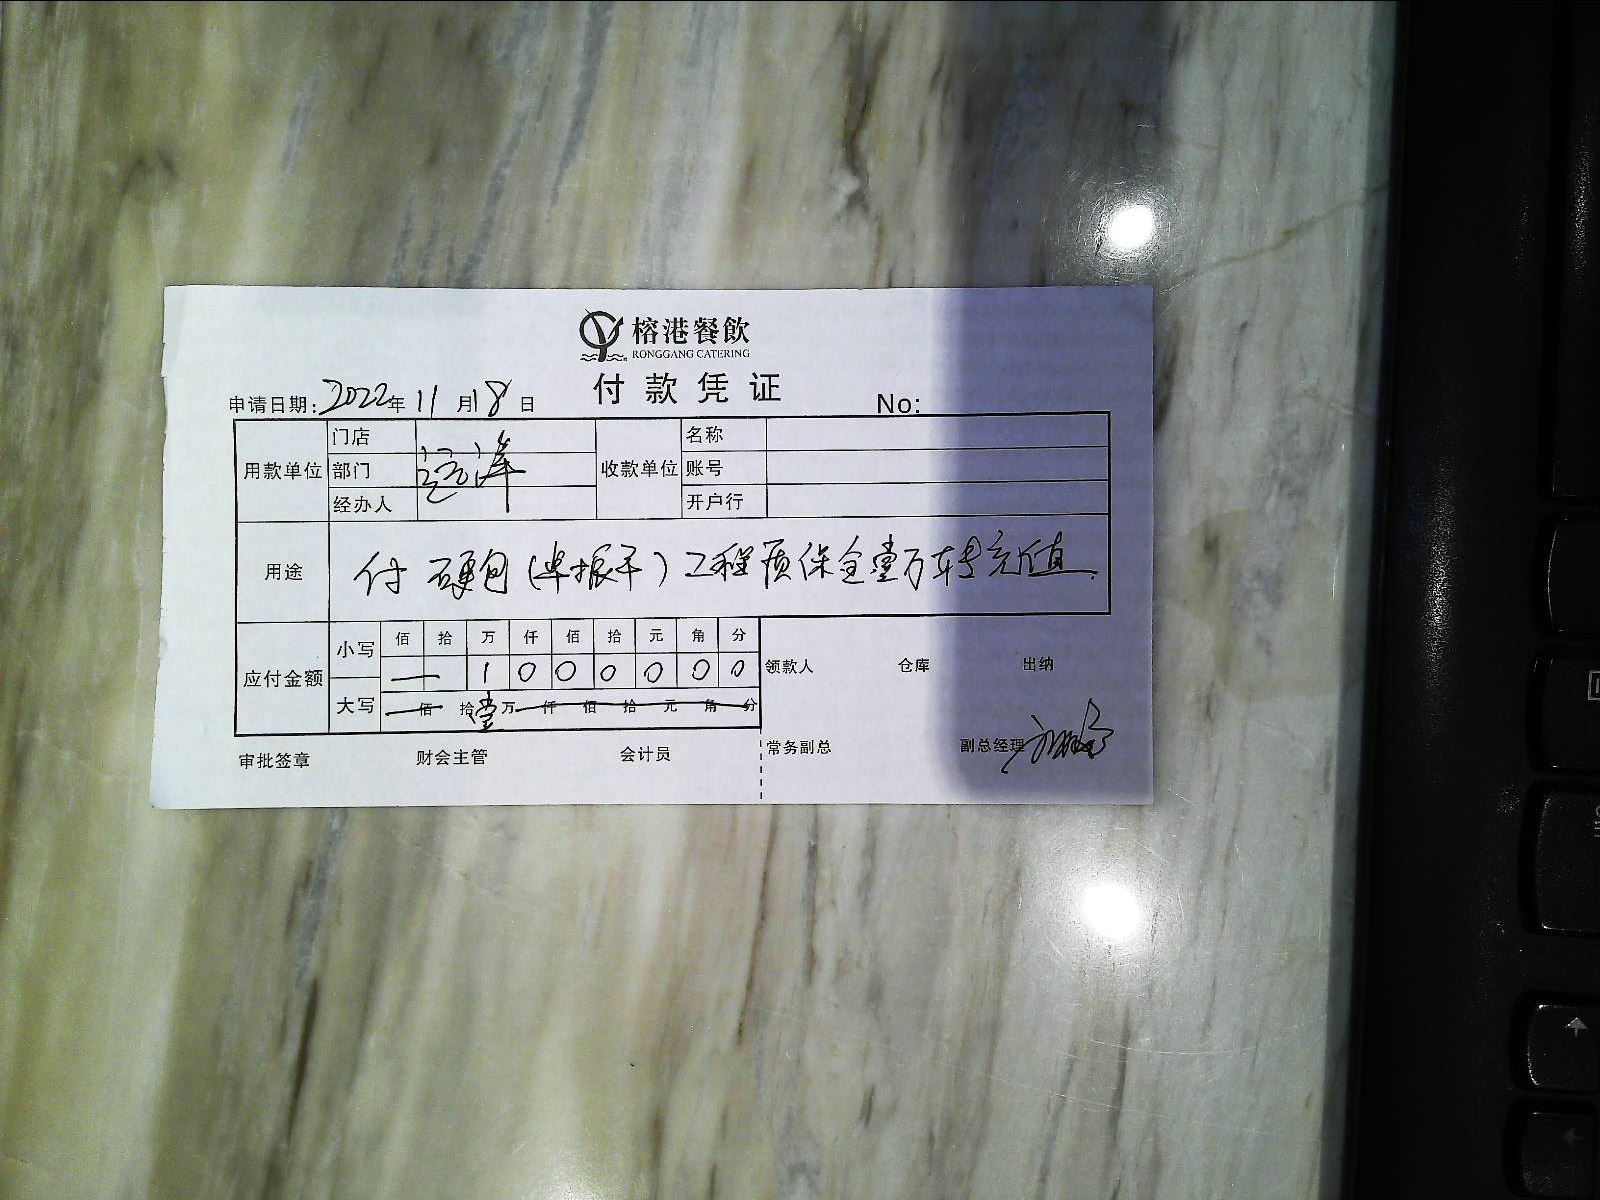 榕港餐飲
RONGGANG CATERING
付款凭证
申请日期: 2022年11月18日 No:
用款单位 门店 收款单位 名称
部门 远洋 账号
经办人 开户行
用途 付硬包(振平)工程质保金壹万转充值.
应付金额 小写 佰 拾 万 仟 佰 拾 元 角 分
— 1 0 0 0 0 0 0
大写 佰 拾 壹万 仟 佰 拾 元 角 分
领款人 仓库 出纳
审批签章 财会主管 会计员 常务副总 副总经理